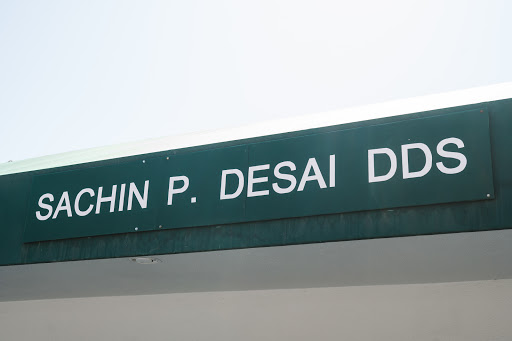 SACHIN P. DESAI DDS